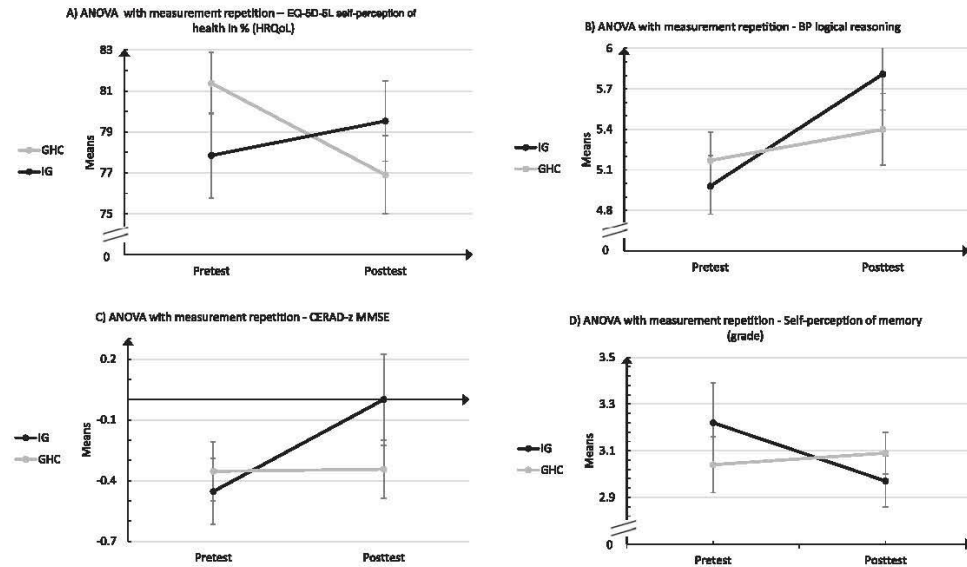 A) ANOVA with measurement repetition – EQ-5D-5L self-perception of
health in % (HRQoL)
83
81
79
77
75
0
Means
GHC
IG
Pretest
Posttest
B) ANOVA with measurement repetition - BP logical reasoning
6
5.7
5.4
5.1
4.8
0
Means
IG
GHC
Pretest
Posttest
C) ANOVA with measurement repetition - CERAD-z MMSE
0.2
-0.1
-0.4
-0.7
Means
IG
GHC
Pretest
Posttest
D) ANOVA with measurement repetition - Self-perception of memory
(grade)
3.5
3.3
3.1
2.9
0
Means
IG
GHC
Pretest
Posttest